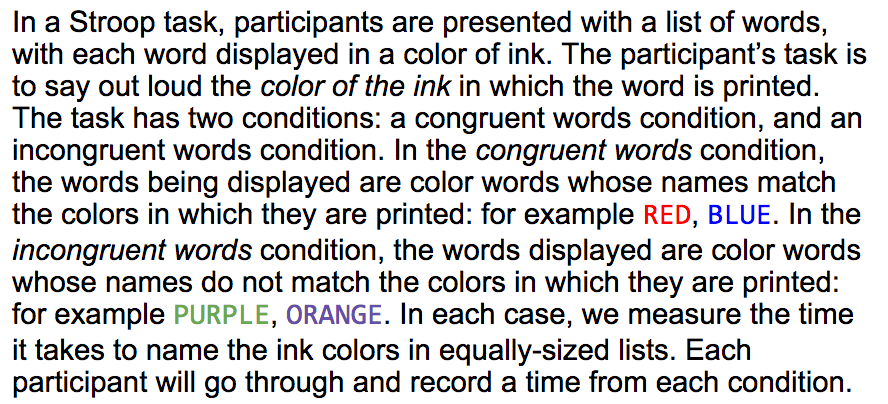 In a Stroop task, participants are presented with a list of words,
with each word displayed in a color of ink. The participant’s task is
to say out loud the color of the ink in which the word is printed.
The task has two conditions: a congruent words condition, and an
incongruent words condition. In the congruent words condition,
the words being displayed are color words whose names match
the colors in which they are printed: for example RED, BLUE. In the
incongruent words condition, the words displayed are color words
whose names do not match the colors in which they are printed:
for example PURPLE, ORANGE. In each case, we measure the time
it takes to name the ink colors in equally-sized lists. Each
participant will go through and record a time from each condition.